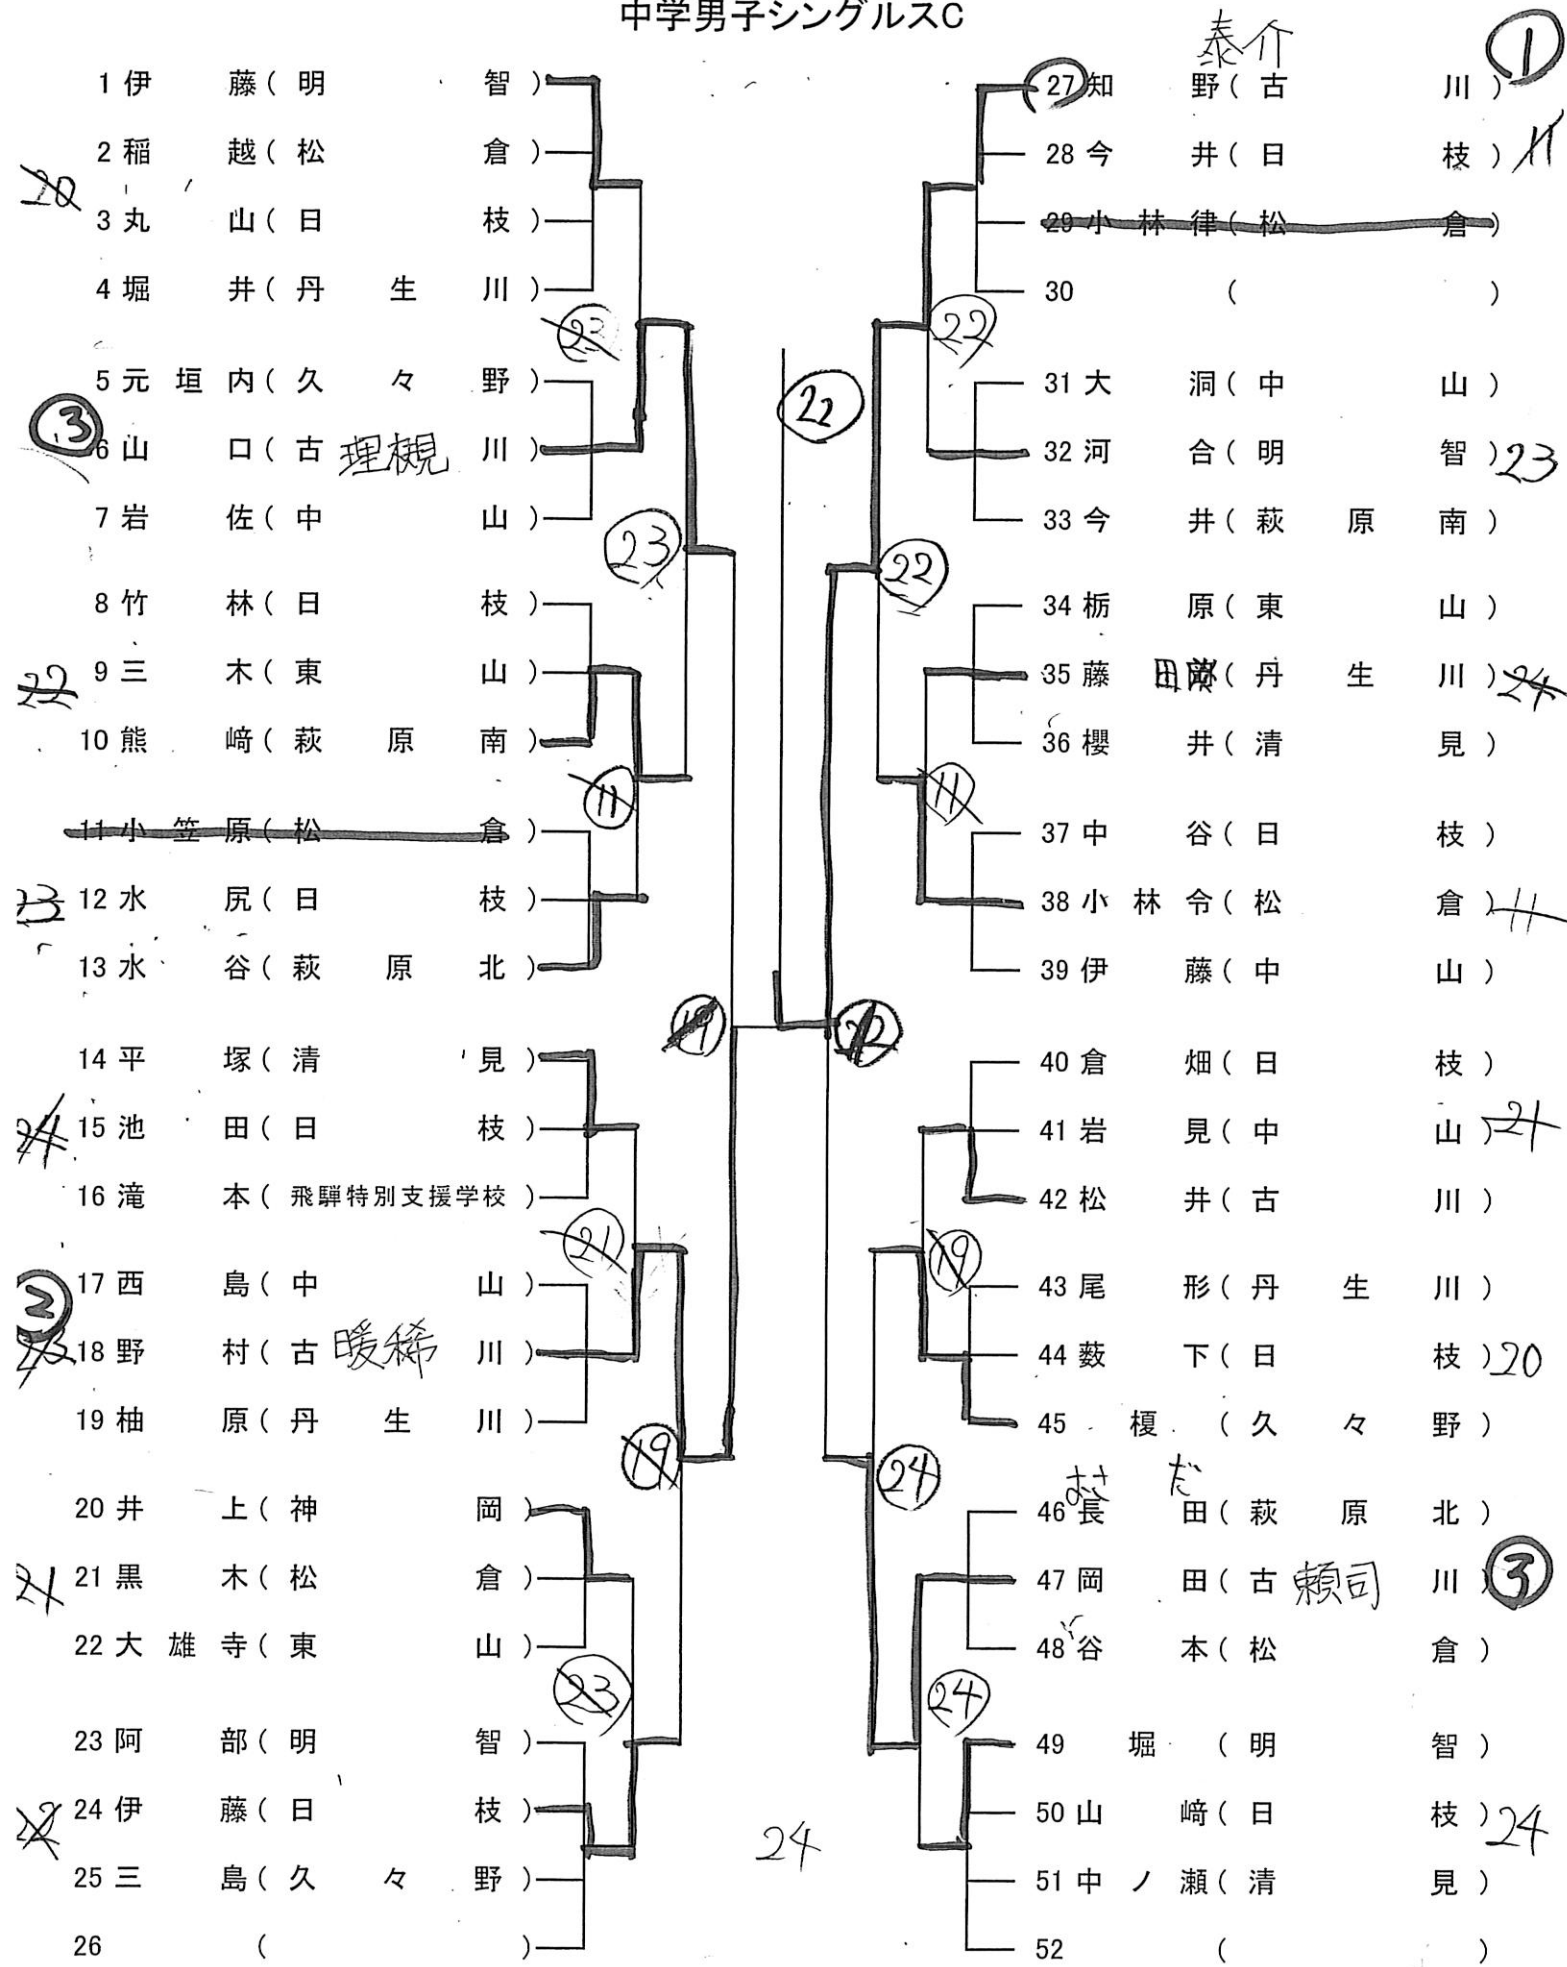 中学男子シングルスC
1 伊藤(明智)
2 稲越(松倉)
20
3 丸山(日枝)
4 堀井(丹生川)
23
5 元垣内(久々野)
③
6 山口(古川) 理槻
7 岩佐(中山)
23
8 竹林(日枝)
22
9 三木(東山)
10 熊﨑(萩原南)
11
11 小笠原(松倉)
23
12 水尻(日枝)
13 水谷(萩原北)
19
14 平塚(清見)
24
15 池田(日枝)
16 滝本(飛騨特別支援学校)
21
17 西島(中山)
②
18 野村(古川) 暖稀
19 柚原(丹生川)
19
20 井上(神岡)
21
21 黒木(松倉)
22 大雄寺(東山)
23
23 阿部(明智)
24 伊藤(日枝)
25 三島(久々野)
26 ( )
22
24
泰介
①
27 知野(古川)
28 今井(日枝) 11
29 小林律(松倉)
30 ( )
22
31 大洞(中山)
32 河合(明智) 23
33 今井(萩原南)
22
34 栃原(東山)
35 藤田(丹生川) 24
36 櫻井(清見)
11
37 中谷(日枝)
38 小林令(松倉) 11
39 伊藤(中山)
22
40 倉畑(日枝)
41 岩見(中山) 21
42 松井(古川)
19
43 尾形(丹生川)
44 薮下(日枝) 20
45 榎(久々野)
24
おさだ
46 長田(萩原北)
47 岡田(古川) 頼司 ③
48 谷本(松倉)
24
49 堀(明智)
50 山﨑(日枝) 24
51 中ノ瀬(清見)
52 ( )